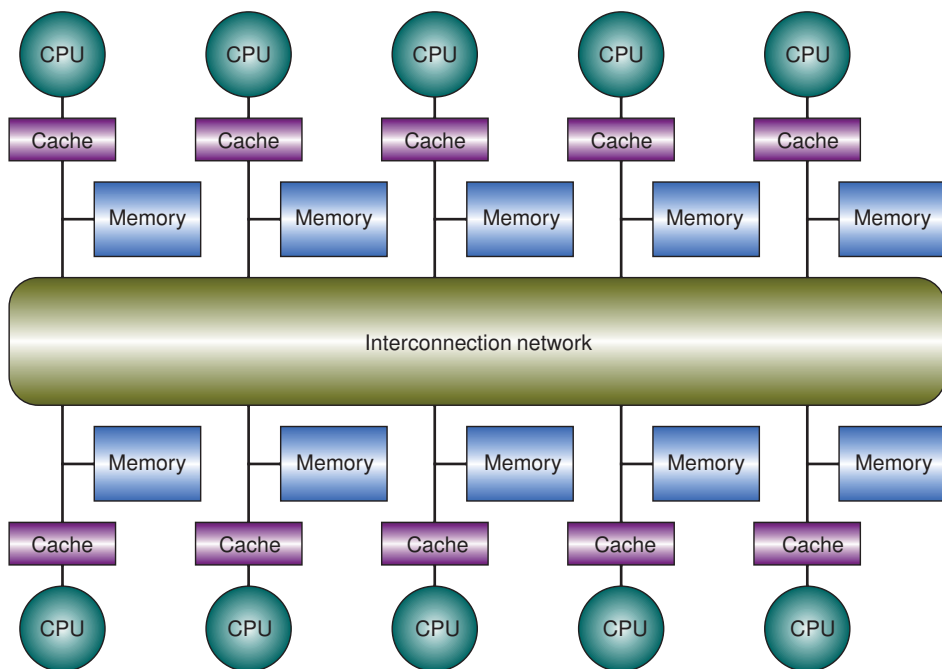 CPU CPU CPU CPU CPU
Cache Cache Cache Cache Cache
Memory Memory Memory Memory Memory
Interconnection network
Memory Memory Memory Memory Memory
Cache Cache Cache Cache Cache
CPU CPU CPU CPU CPU